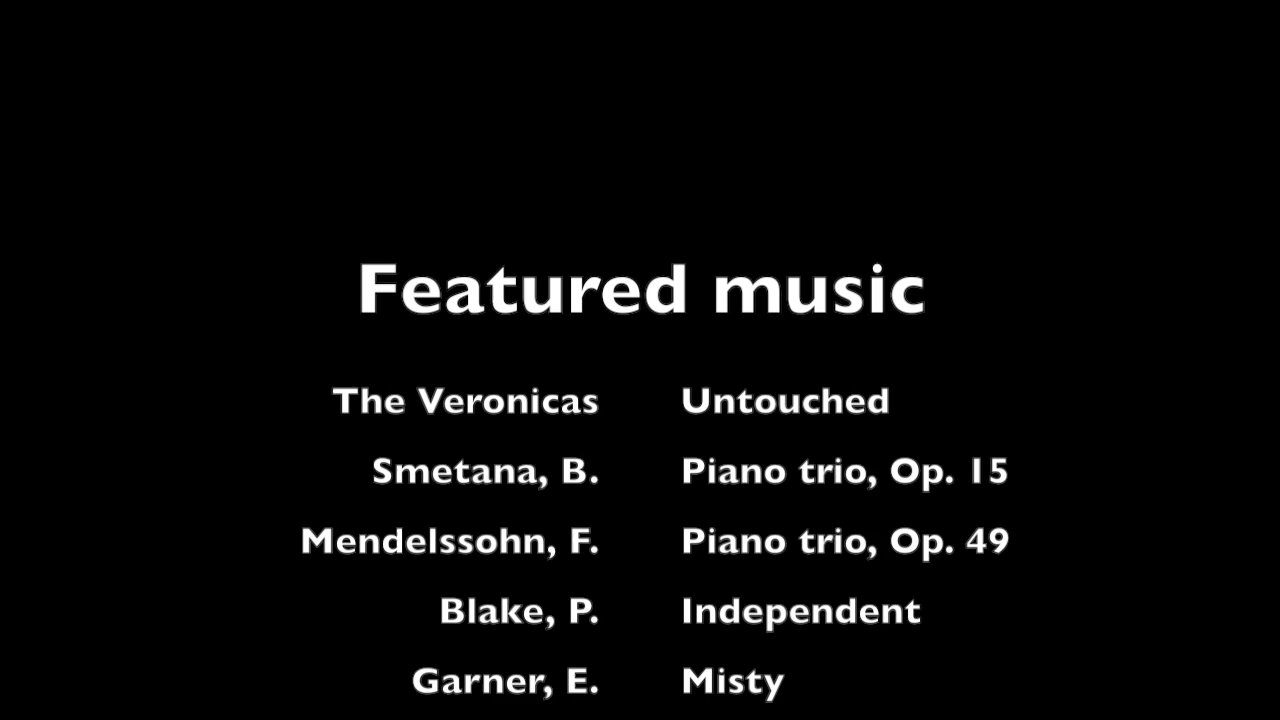 Featured music
The Veronicas Untouched
Smetana, B. Piano trio, Op. 15
Mendelssohn, F. Piano trio, Op. 49
Blake, P. Independent
Garner, E. Misty